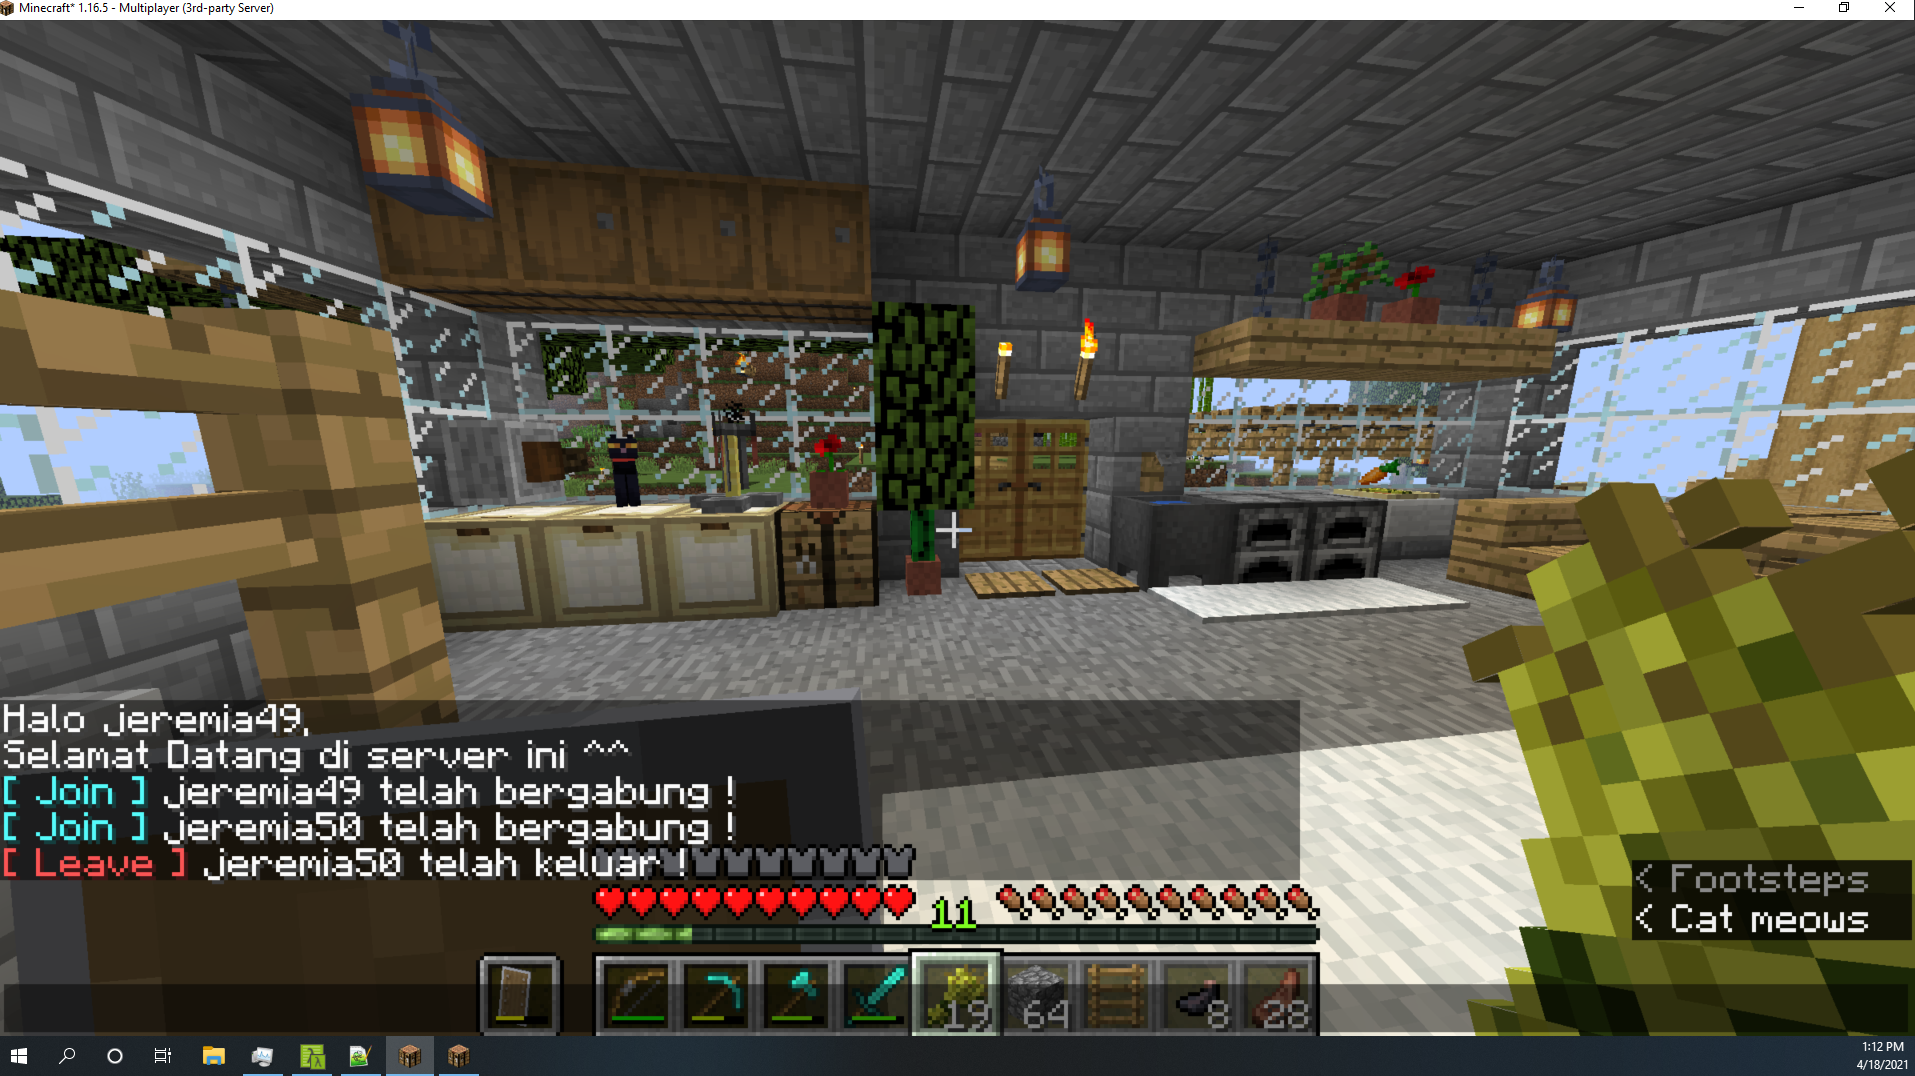 Minecraft* 1.16.5 - Multiplayer (3rd-party Server)
Halo jeremia49,
Selamat Datang di server ini ^^
[ Join ] jeremia49 telah bergabung !
[ Join ] jeremia50 telah bergabung !
[ Leave ] jeremia50 telah keluar !
< Footsteps
< Cat meows
11
19 64 8 28
1:12 PM
4/18/2021